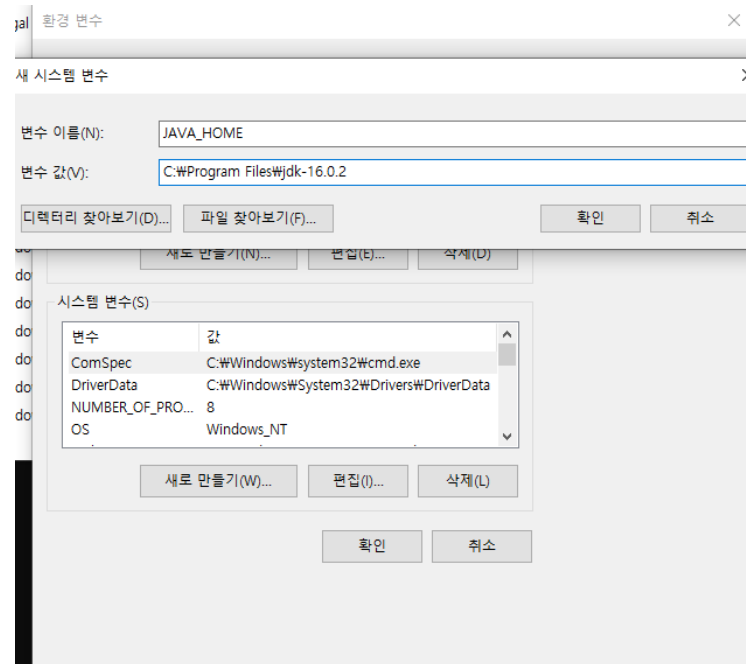 환경 변수
새 시스템 변수
변수 이름(N): JAVA_HOME
변수 값(V): C:₩Program Files₩jdk-16.0.2
디렉터리 찾아보기(D)... 파일 찾아보기(F)... 확인 취소
새로 만들기(N)... 편집(E)... 삭제(D)
시스템 변수(S)
변수 값
ComSpec C:₩Windows₩system32₩cmd.exe
DriverData C:₩Windows₩System32₩Drivers₩DriverData
NUMBER_OF_PRO... 8
OS Windows_NT
새로 만들기(W)... 편집(I)... 삭제(L)
확인 취소